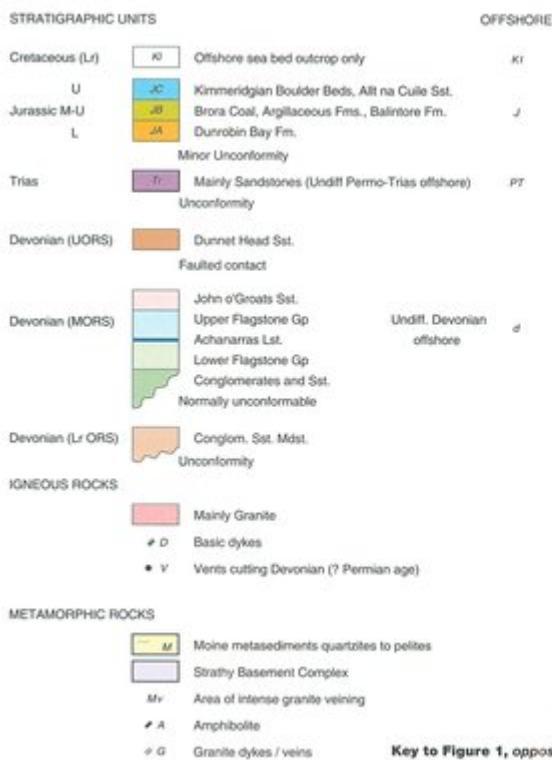 STRATIGRAPHIC UNITS OFFSHORE
Cretaceous (Lr) Kl Offshore sea bed outcrop only Kl
U JC Kimmeridgian Boulder Beds, Allt na Cuile Sst.
Jurassic M-U JB Brora Coal, Argillaceous Fms., Balintore Fm. J
L JA Dunrobin Bay Fm.
Minor Unconformity
Trias Tr Mainly Sandstones (Undiff Permo-Trias offshore) PT
Unconformity
Devonian (UORS) Dunnet Head Sst.
Faulted contact
John o'Groats Sst.
Devonian (MORS) Upper Flagstone Gp Undiff. Devonian d
Achanarras Lst. offshore
Lower Flagstone Gp
Conglomerates and Sst.
Normally unconformable
Devonian (Lr ORS) Conglom. Sst. Mdst.
Unconformity
IGNEOUS ROCKS
Mainly Granite
D Basic dykes
V Vents cutting Devonian (? Permian age)
METAMORPHIC ROCKS
M Moine metasediments quartzites to pelites
Strathy Basement Complex
Mv Area of intense granite veining
A Amphibolite
G Granite dykes / veins Key to Figure 1, oppos